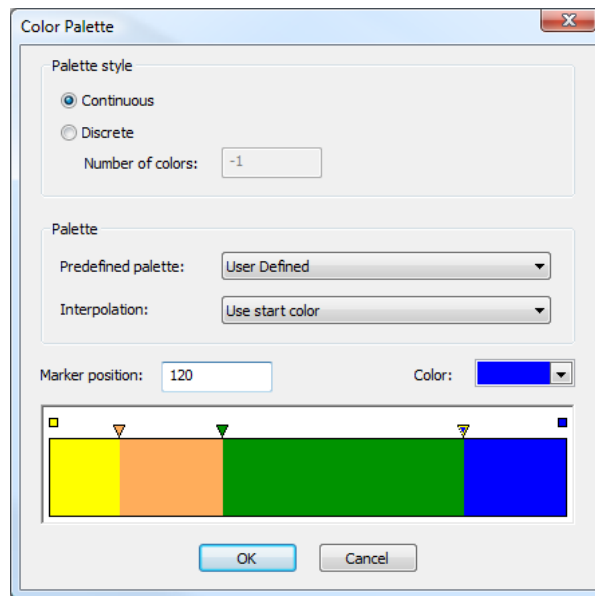 Color Palette
Palette style
Continuous
Discrete
Number of colors: -1
Palette
Predefined palette: User Defined
Interpolation: Use start color
Marker position: 120 Color:
OK Cancel